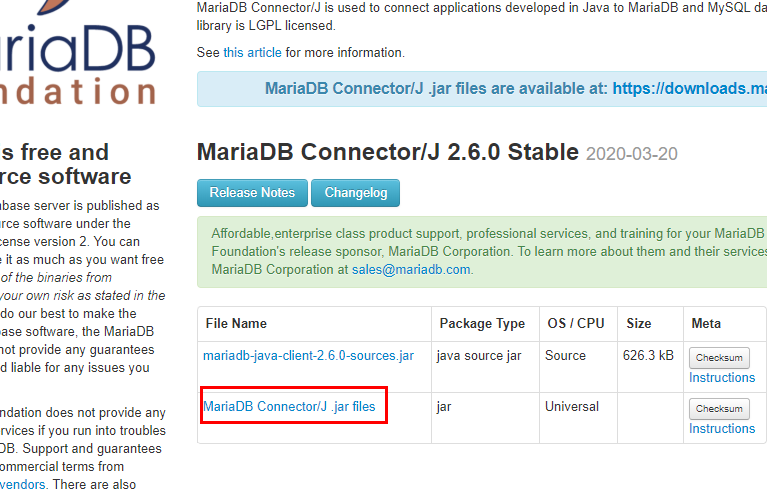 MariaDB Connector/J is used to connect applications developed in Java to MariaDB and MySQL
library is LGPL licensed.
See this article for more information.
MariaDB Connector/J .jar files are available at: https://downloads.
ariaDB
ndation
s free and
rce software
MariaDB Connector/J 2.6.0 Stable 2020-03-20
Release Notes Changelog
base server is published as
urce software under the
cense version 2. You can
e it as much as you want free
of the binaries from
your own risk as stated in the
do our best to make the
base software, the MariaDB
not provide any guarantees
d liable for any issues you
Affordable,enterprise class product support, professional services, and training for your MariaDB
Foundation's release sponsor, MariaDB Corporation. To learn more about them and their services
MariaDB Corporation at sales@mariadb.com.
File Name Package Type OS / CPU Size Meta
mariadb-java-client-2.6.0-sources.jar java source jar Source 626.3 kB Checksum
Instructions
MariaDB Connector/J .jar files jar Universal Checksum
Instructions
ndation does not provide any
rvices if you run into troubles
DB. Support and guarantees
ommercial terms from
vendors. There are also